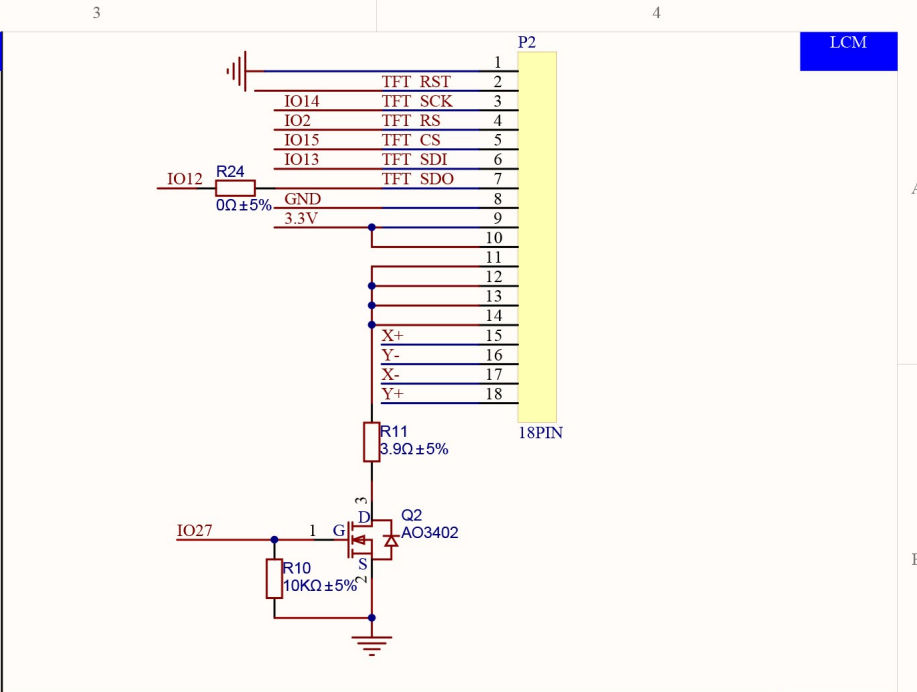 3 4
P2 LCM
1
TFT_RST 2
IO14 TFT_SCK 3
IO2 TFT_RS 4
IO15 TFT_CS 5
IO13 TFT_SDI 6
IO12 R24 TFT_SDO 7
0Ω±5% GND 8
3.3V 9
10
11
12
13
14
X+ 15
Y- 16
X- 17
Y+ 18
R11 18PIN
3.9Ω±5%
3
D Q2
IO27 1 G AO3402
S
R10 2
10KΩ±5%